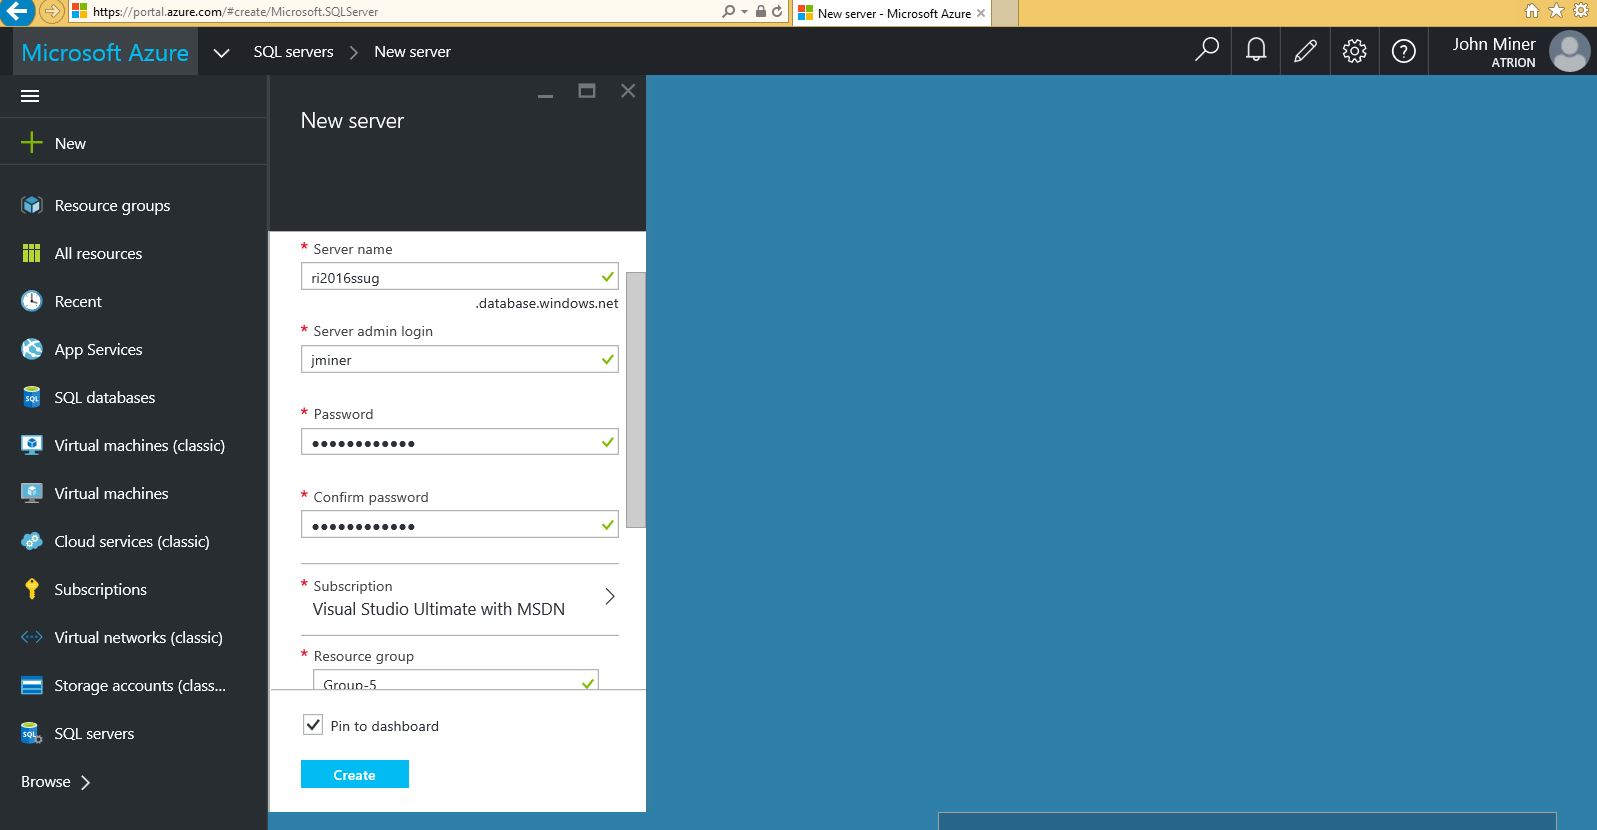 https://portal.azure.com/#create/Microsoft.SQLServer
New server - Microsoft Azure
Microsoft Azure
SQL servers
New server
John Miner
ATRION
New
Resource groups
All resources
Recent
App Services
SQL databases
Virtual machines (classic)
Virtual machines
Cloud services (classic)
Subscriptions
Virtual networks (classic)
Storage accounts (class...
SQL servers
Browse
New server
* Server name
ri2016ssug
.database.windows.net
* Server admin login
jminer
* Password
●●●●●●●●●●●●
* Confirm password
●●●●●●●●●●●●
* Subscription
Visual Studio Ultimate with MSDN
* Resource group
Group-5
Pin to dashboard
Create